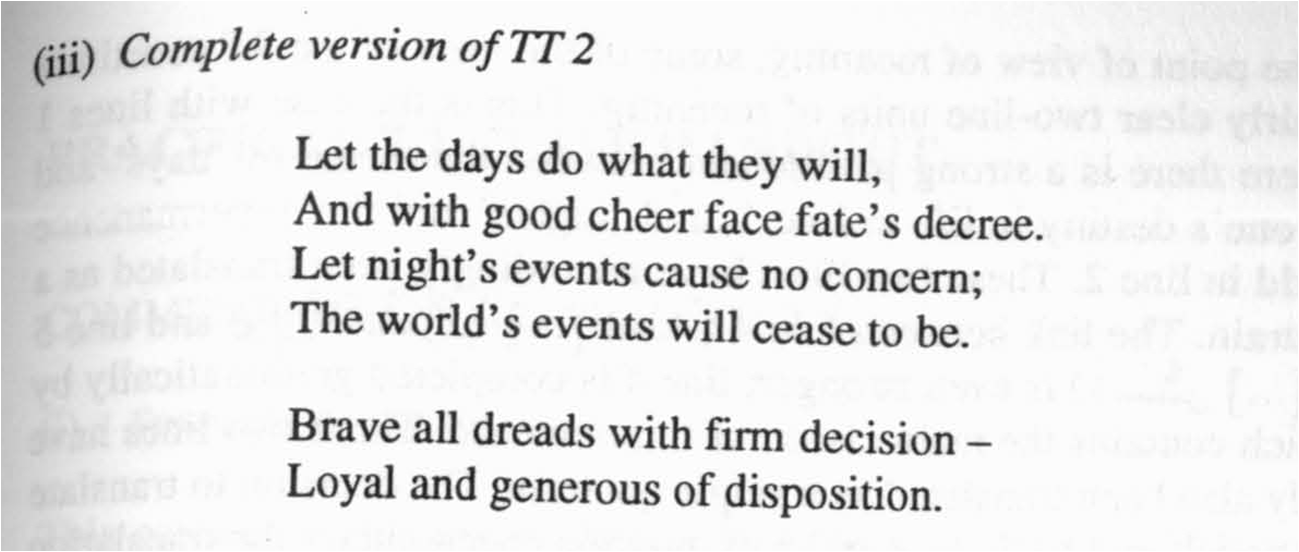 (iii) Complete version of TT 2
Let the days do what they will,
And with good cheer face fate's decree.
Let night's events cause no concern;
The world's events will cease to be.
Brave all dreads with firm decision –
Loyal and generous of disposition.